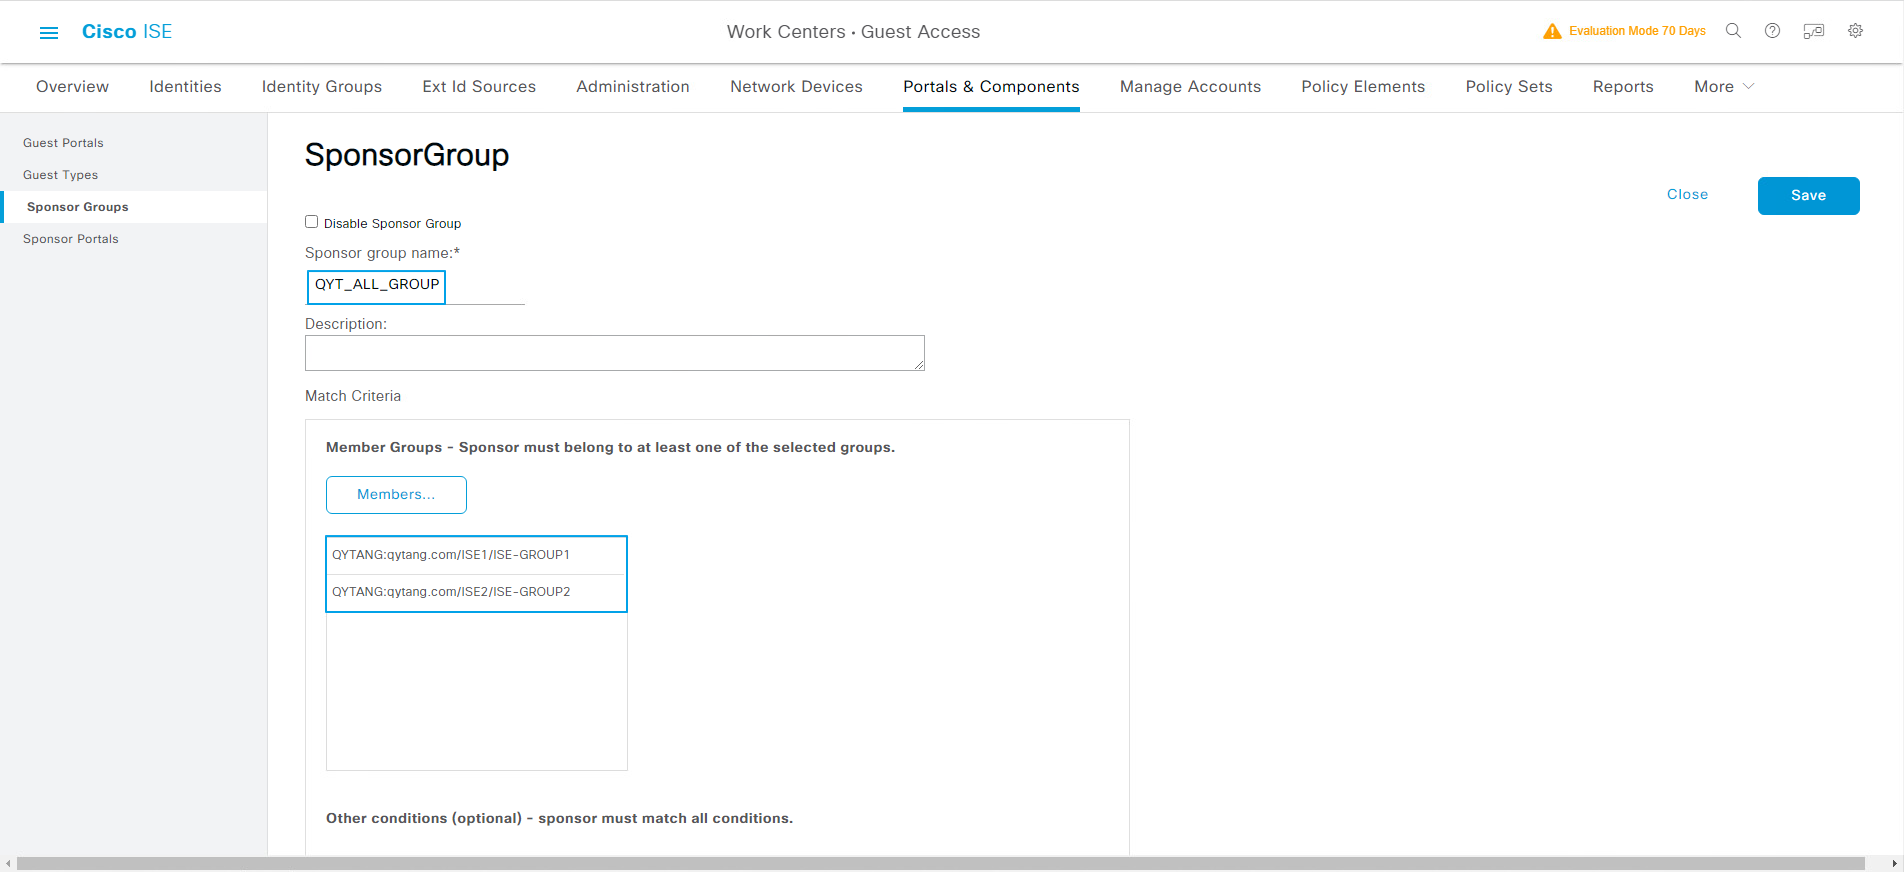 Cisco ISE
Work Centers · Guest Access
Evaluation Mode 70 Days
Overview Identities Identity Groups Ext Id Sources Administration Network Devices Portals & Components Manage Accounts Policy Elements Policy Sets Reports More
Guest Portals
Guest Types
Sponsor Groups
Sponsor Portals
SponsorGroup
Close Save
Disable Sponsor Group
Sponsor group name:*
QYT_ALL_GROUP
Description:
Match Criteria
Member Groups - Sponsor must belong to at least one of the selected groups.
Members...
QYTANG:qytang.com/ISE1/ISE-GROUP1
QYTANG:qytang.com/ISE2/ISE-GROUP2
Other conditions (optional) - sponsor must match all conditions.